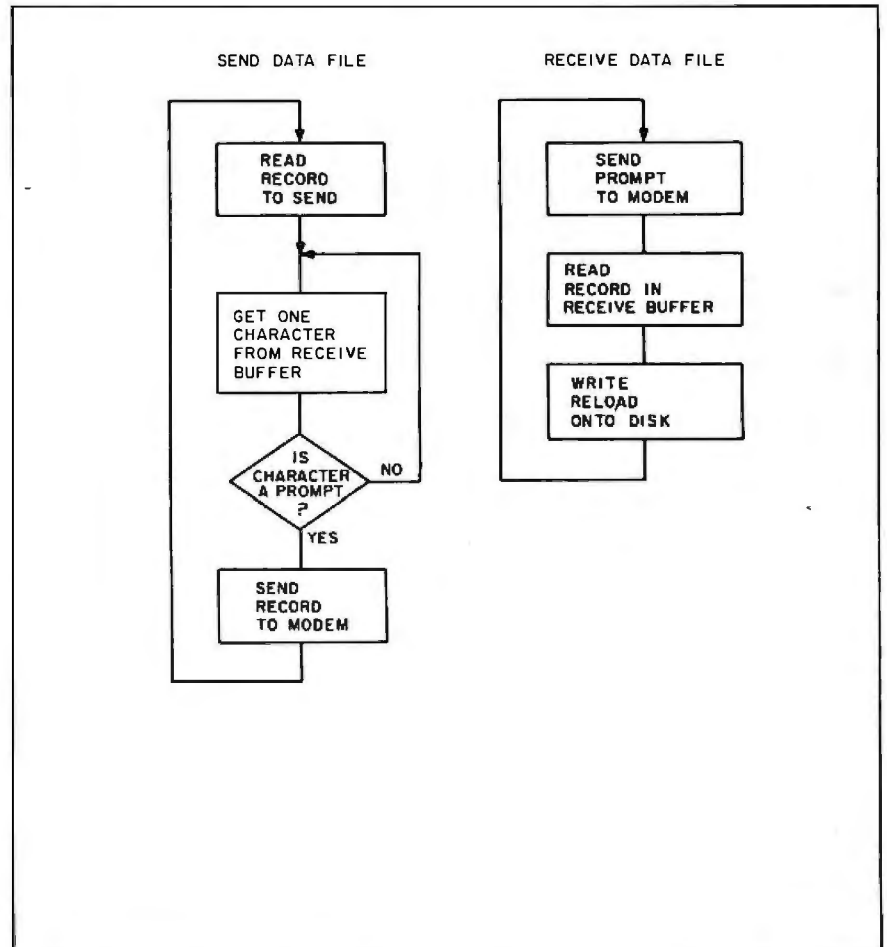 SEND DATA FILE
READ
RECORD
TO SEND
GET ONE
CHARACTER
FROM RECEIVE
BUFFER
IS
CHARACTER
A PROMPT
?
NO
YES
SEND
RECORD
TO MODEM
RECEIVE DATA FILE
SEND
PROMPT
TO MODEM
READ
RECORD IN
RECEIVE BUFFER
WRITE
RELOAD
ONTO DISK